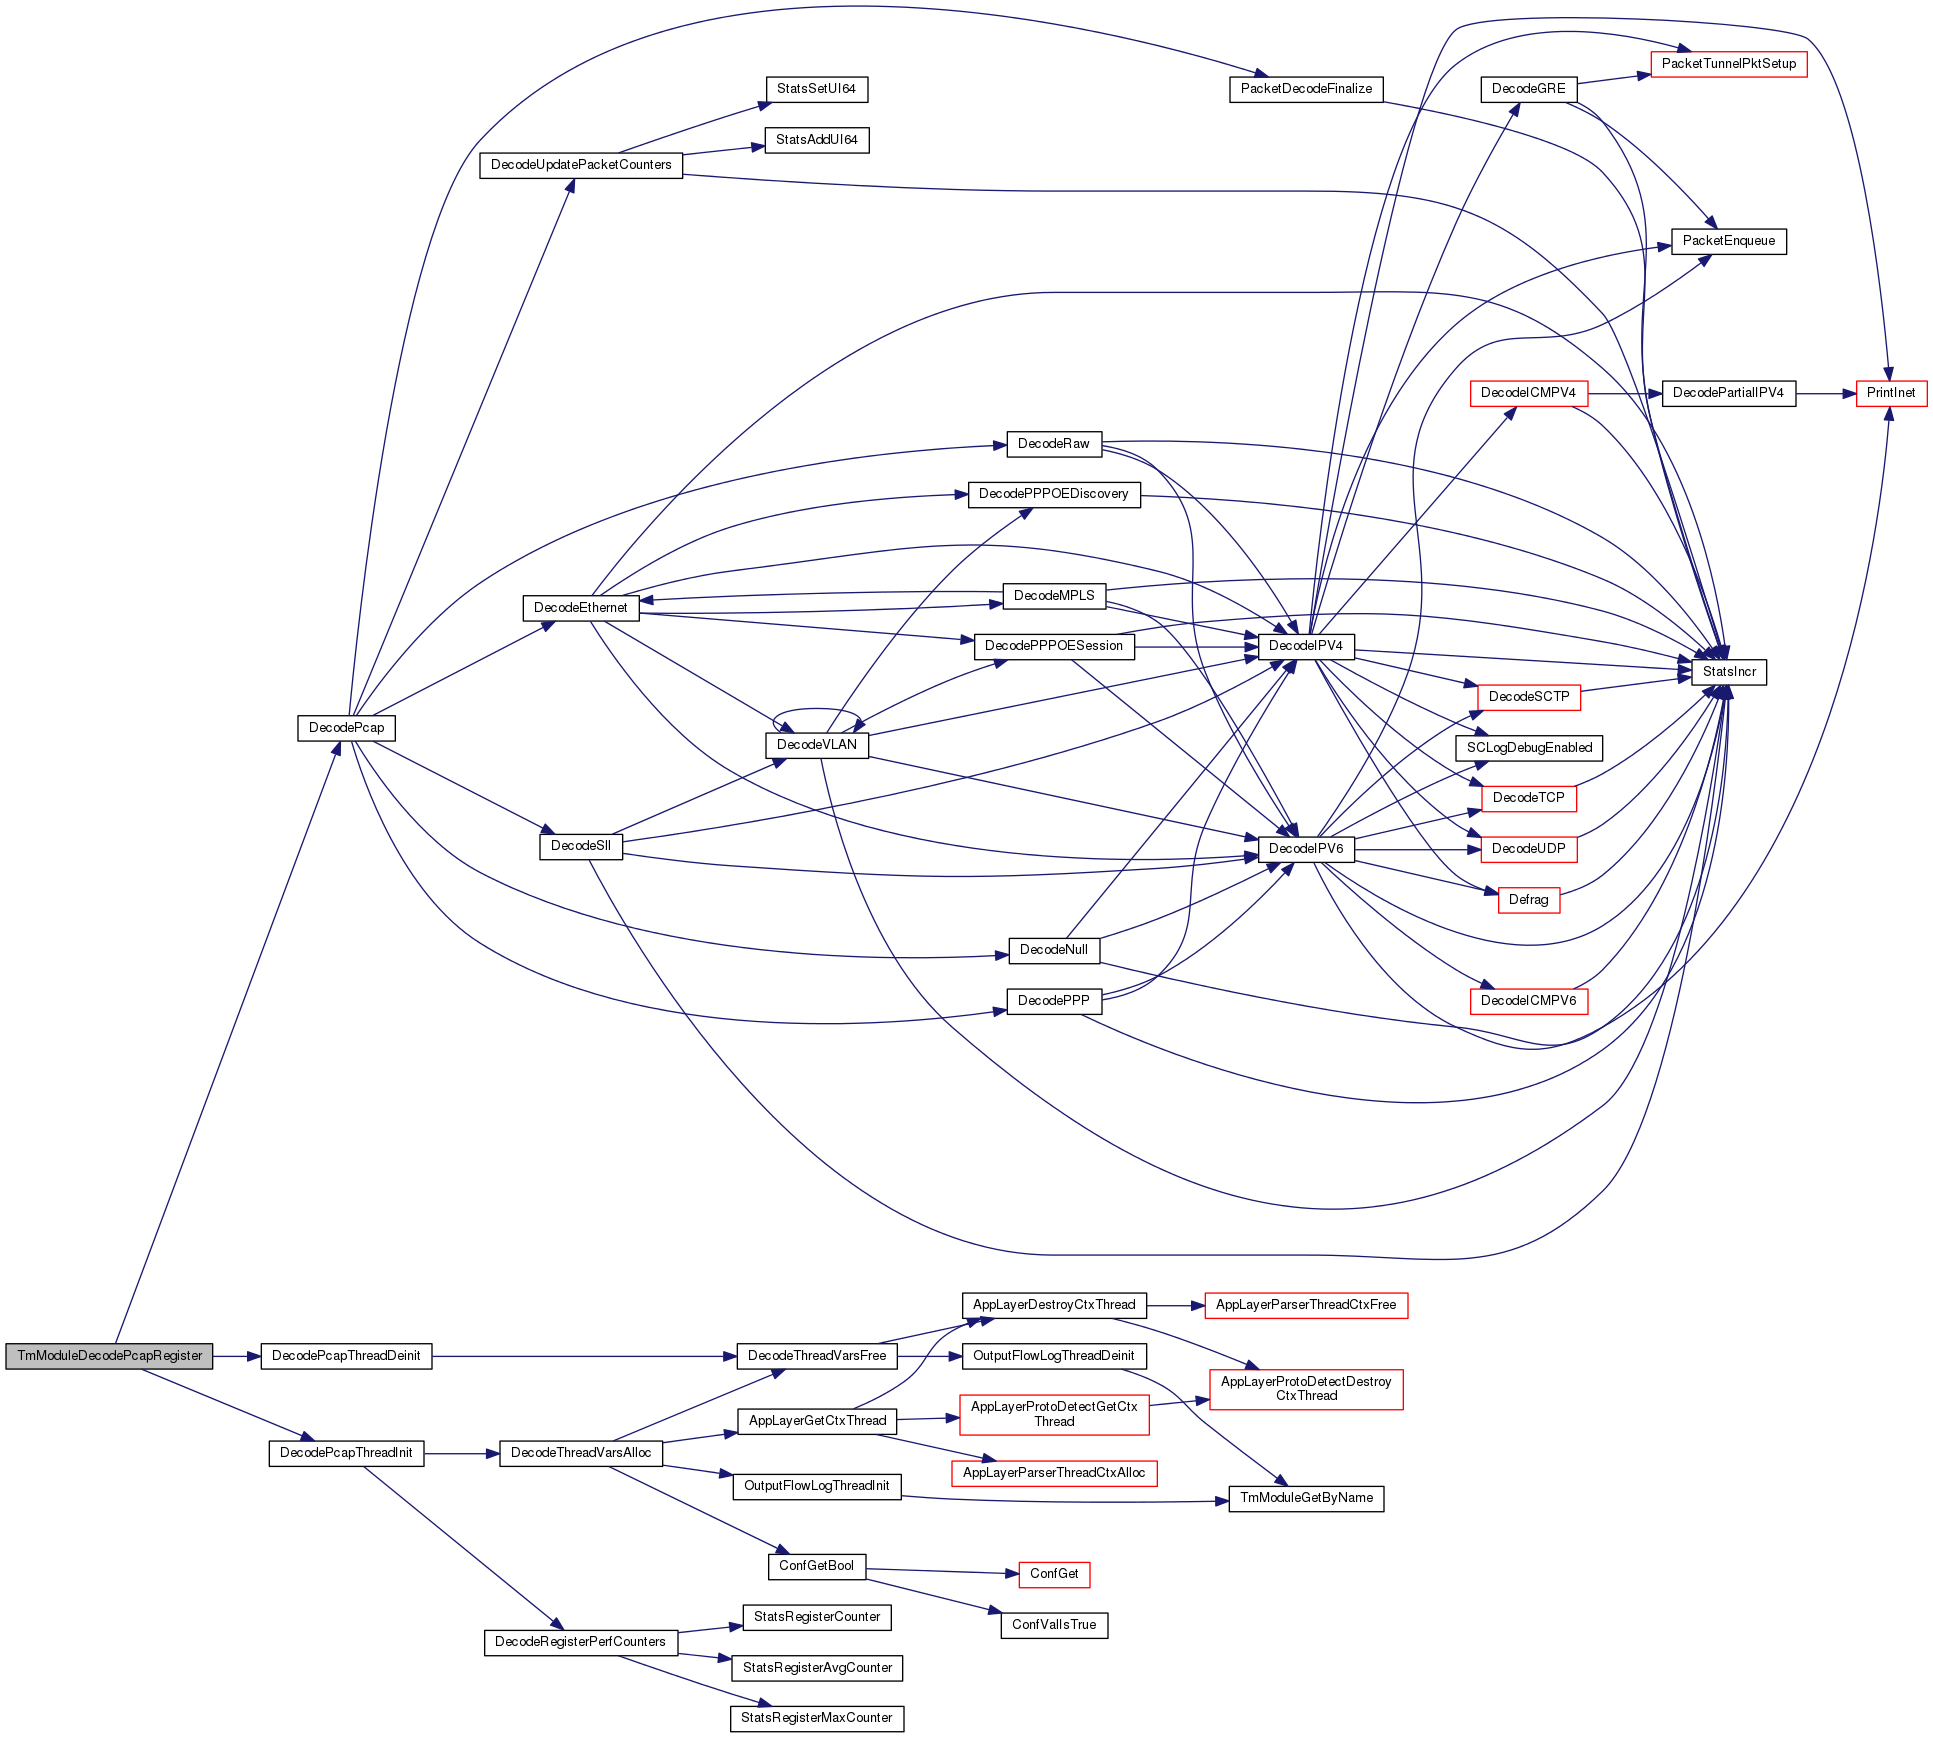 PacketTunnelPktSetup
StatsSetUI64
PacketDecodeFinalize
DecodeGRE
StatsAddUI64
DecodeUpdatePacketCounters
PacketEnqueue
DecodeICMPV4
DecodePartialIPV4
PrintInet
DecodeRaw
DecodePPPOEDiscovery
DecodeEthernet
DecodeMPLS
DecodePPPOESession
DecodeIPV4
StatsIncr
DecodeSCTP
DecodePcap
DecodeVLAN
SCLogDebugEnabled
DecodeTCP
DecodeSll
DecodeIPV6
DecodeUDP
Defrag
DecodeNull
DecodePPP
DecodeICMPV6
AppLayerDestroyCtxThread
AppLayerParserThreadCtxFree
TmModuleDecodePcapRegister
DecodePcapThreadDeinit
DecodeThreadVarsFree
OutputFlowLogThreadDeinit
AppLayerProtoDetectDestroy
CtxThread
AppLayerGetCtxThread
AppLayerProtoDetectGetCtx
Thread
DecodePcapThreadInit
DecodeThreadVarsAlloc
AppLayerParserThreadCtxAlloc
OutputFlowLogThreadInit
TmModuleGetByName
ConfGetBool
ConfGet
StatsRegisterCounter
ConfValIsTrue
DecodeRegisterPerfCounters
StatsRegisterAvgCounter
StatsRegisterMaxCounter